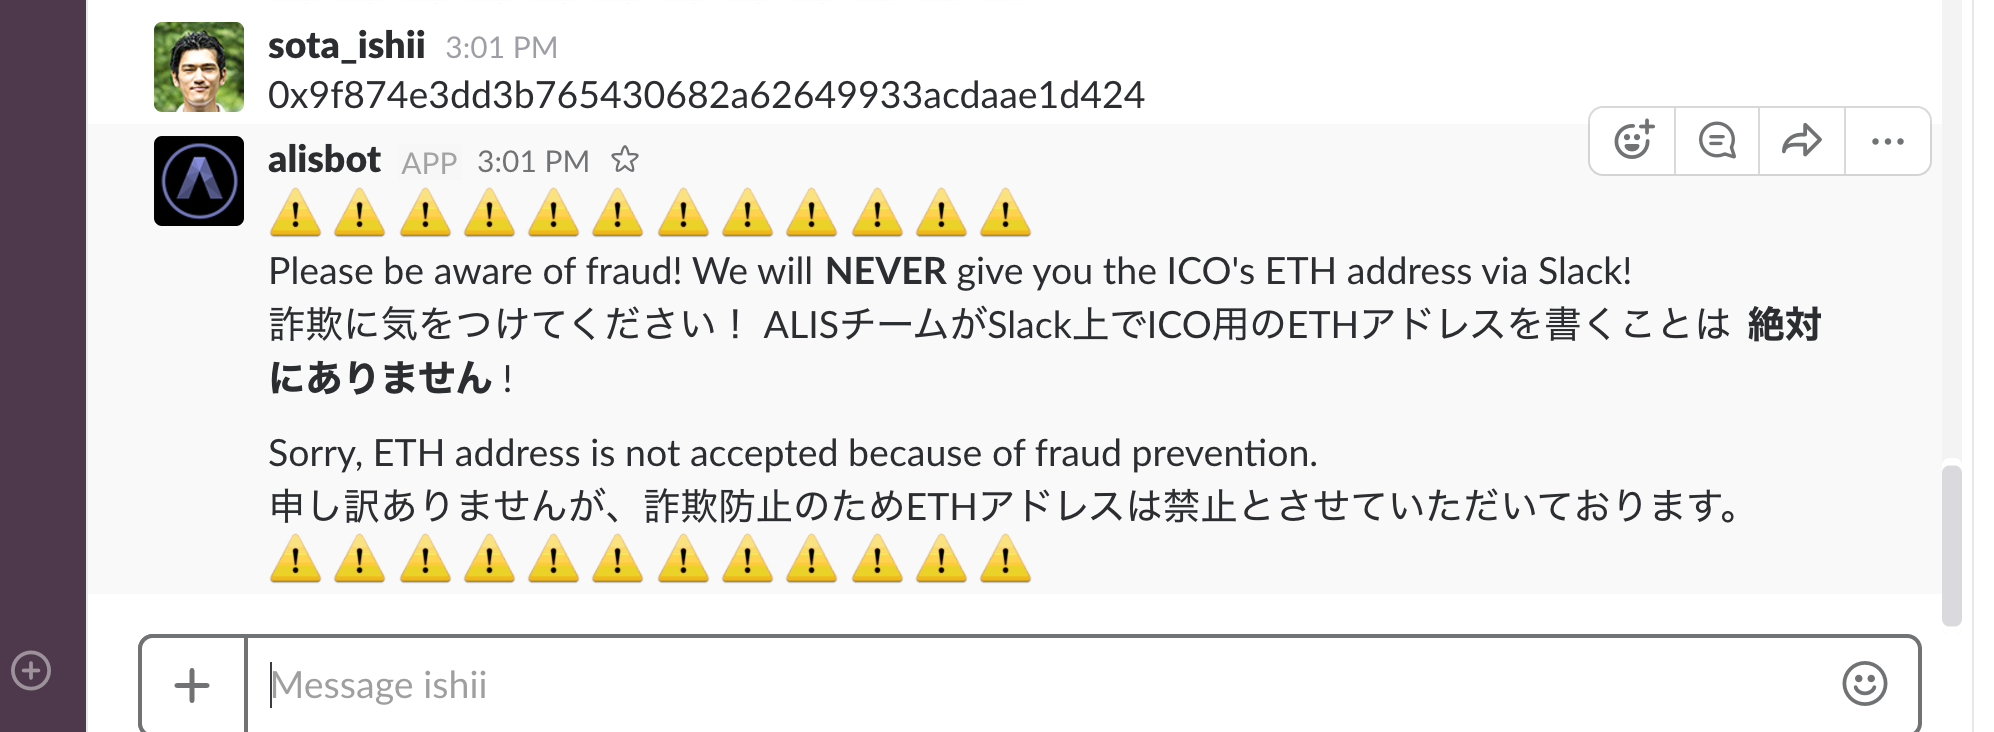 sota_ishii 3:01 PM
0x9f874e3dd3b765430682a62649933acdaae1d424
alisbot APP 3:01 PM
Please be aware of fraud! We will NEVER give you the ICO's ETH address via Slack!
詐欺に気をつけてください！ ALISチームがSlack上でICO用のETHアドレスを書くことは 絶対
にありません！
Sorry, ETH address is not accepted because of fraud prevention.
申し訳ありませんが、詐欺防止のためETHアドレスは禁止とさせていただいております。
Message ishii